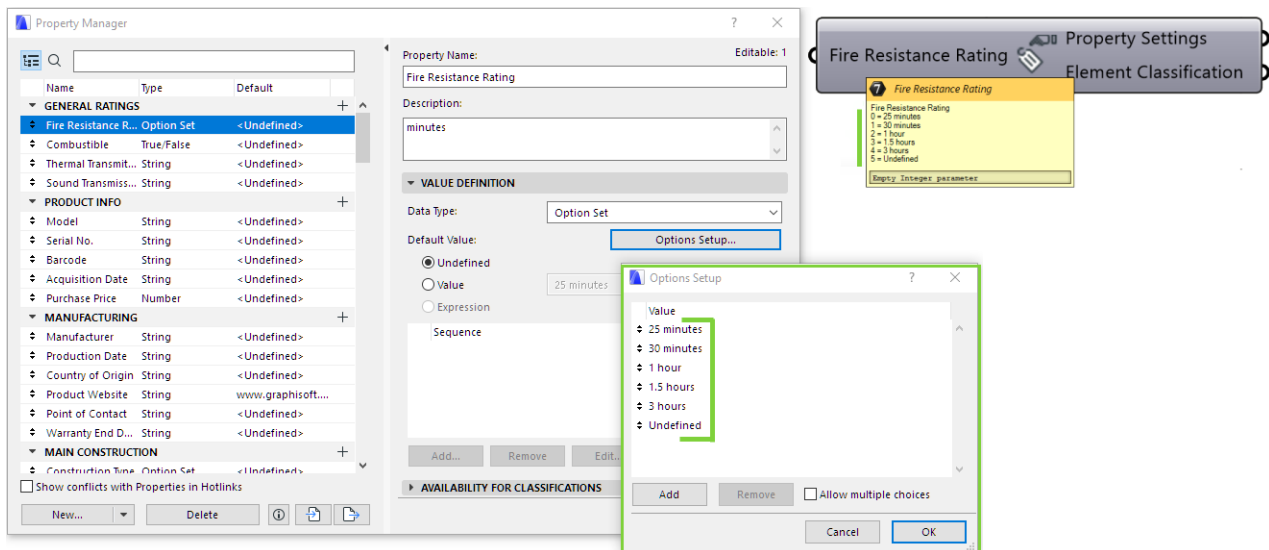 Property Manager
?
Name Type Default
GENERAL RATINGS
Fire Resistance R... Option Set <Undefined>
Combustible True/False <Undefined>
Thermal Transmit... String <Undefined>
Sound Transmiss... String <Undefined>
PRODUCT INFO
Model String <Undefined>
Serial No. String <Undefined>
Barcode String <Undefined>
Acquisition Date String <Undefined>
Purchase Price Number <Undefined>
MANUFACTURING
Manufacturer String <Undefined>
Production Date String <Undefined>
Country of Origin String <Undefined>
Product Website String www.graphisoft....
Point of Contact String <Undefined>
Warranty End D... String <Undefined>
MAIN CONSTRUCTION
Construction Type Option Set <Undefined>
Show conflicts with Properties in Hotlinks
New... Delete
Property Name: Editable: 1
Fire Resistance Rating
Description:
minutes
VALUE DEFINITION
Data Type: Option Set
Default Value: Options Setup...
Undefined
Value 25 minutes
Expression
Sequence
Add... Remove Edit..
AVAILABILITY FOR CLASSIFICATIONS
Options Setup
?
Value
25 minutes
30 minutes
1 hour
1.5 hours
3 hours
Undefined
Add Remove Allow multiple choices
Cancel OK
Fire Resistance Rating
Property Settings
Element Classification
7 Fire Resistance Rating
Fire Resistance Rating
0 = 25 minutes
1 = 30 minutes
2 = 1 hour
3 = 1.5 hours
4 = 3 hours
5 = Undefined
Empty Integer parameter